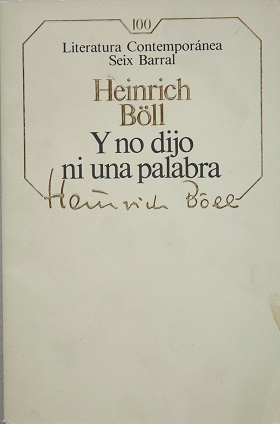 100
Literatura Contemporánea
Seix Barral
Heinrich
Böll
Y no dijo
ni una palabra
Heinrich Böll